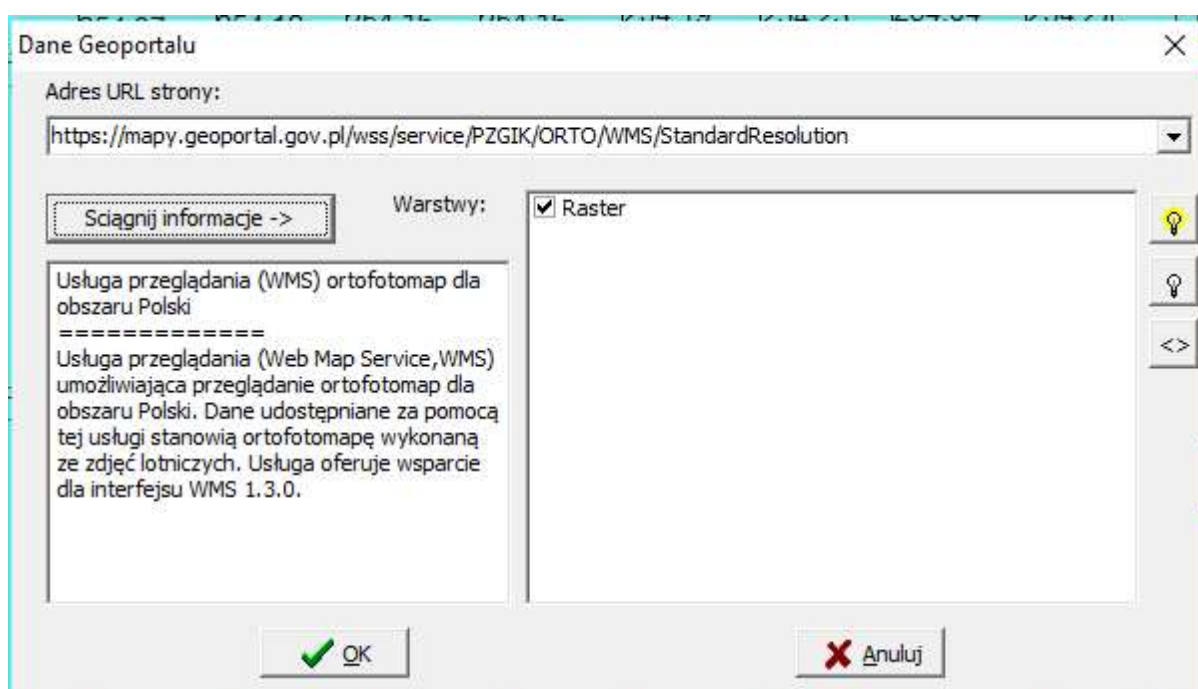 Dane Geoportalu
Adres URL strony:
https://mapy.geoportal.gov.pl/wss/service/PZGIK/ORTO/WMS/StandardResolution
Sciągnij informacje ->
Warstwy:
Raster
Usługa przeglądania (WMS) ortofotomap dla
obszaru Polski
=============
Usługa przeglądania (Web Map Service,WMS)
umożliwiająca przeglądanie ortofotomap dla
obszaru Polski. Dane udostępniane za pomocą
tej usługi stanowią ortofotomapę wykonaną
ze zdjęć lotniczych. Usługa oferuje wsparcie
dla interfejsu WMS 1.3.0.
<>
OK
Anuluj